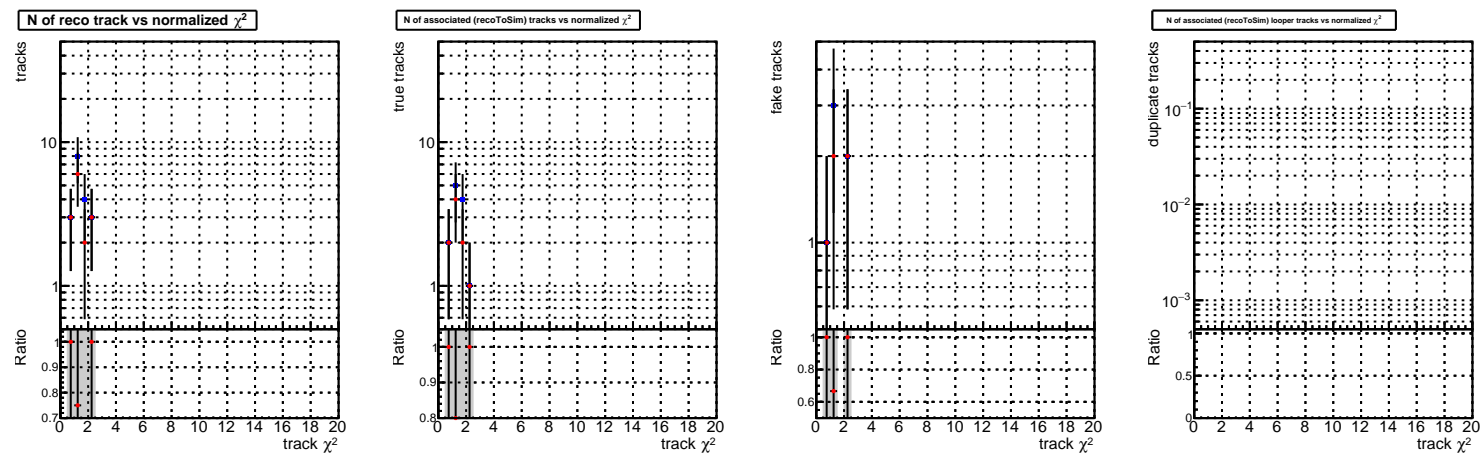 N of reco track vs normalized χ²
tracks
10
1
Ratio
1
0.9
0.8
0.7
0 2 4 6 8 10 12 14 16 18 20
track χ²
N of associated (recoToSim) tracks vs normalized χ²
true tracks
10
1
Ratio
1
0.9
0.8
0 2 4 6 8 10 12 14 16 18 20
track χ²
fake tracks
1
Ratio
1
0.8
0.6
0 2 4 6 8 10 12 14 16 18 20
track χ²
N of associated (recoToSim) looper tracks vs normalized χ²
duplicate tracks
10⁻¹
10⁻²
10⁻³
Ratio
1
0.5
0
0 2 4 6 8 10 12 14 16 18 20
track χ²